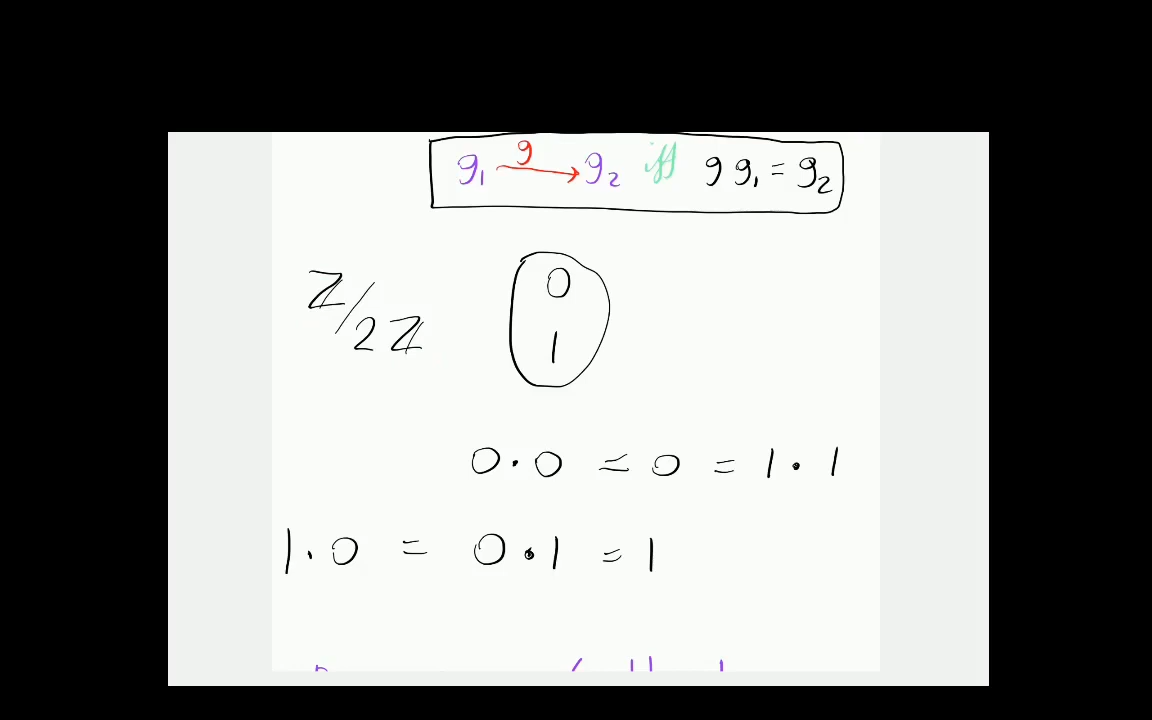 g₁ —g→ g₂ iff g g₁ = g₂
ℤ/2ℤ
0
1
0·0 = 0 = 1·1
1·0 = 0·1 = 1